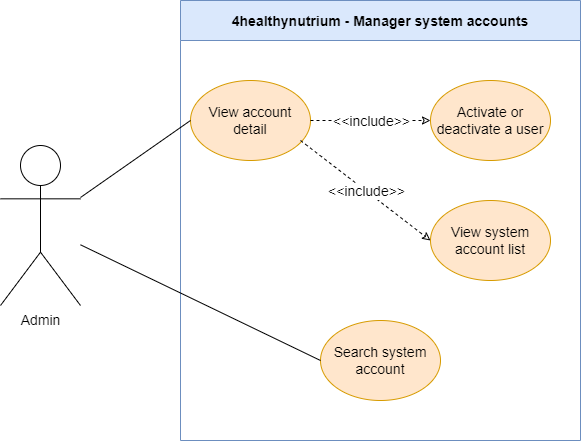 4healthynutrium - Manager system accounts
View account
detail
<<include>>
Activate or
deactivate a user
<<include>>
View system
account list
Admin
Search system
account